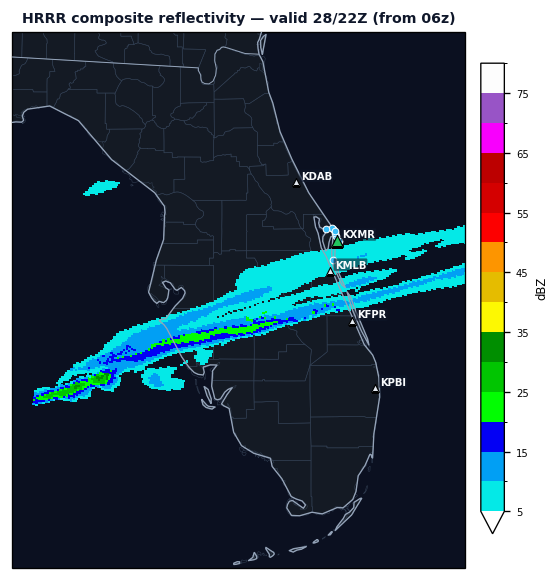 HRRR composite reflectivity — valid 28/22Z (from 06z)
KDAB
KXMR
KMLB
KFPR
KPBI
75
65
55
45
35
25
15
5
dBZ